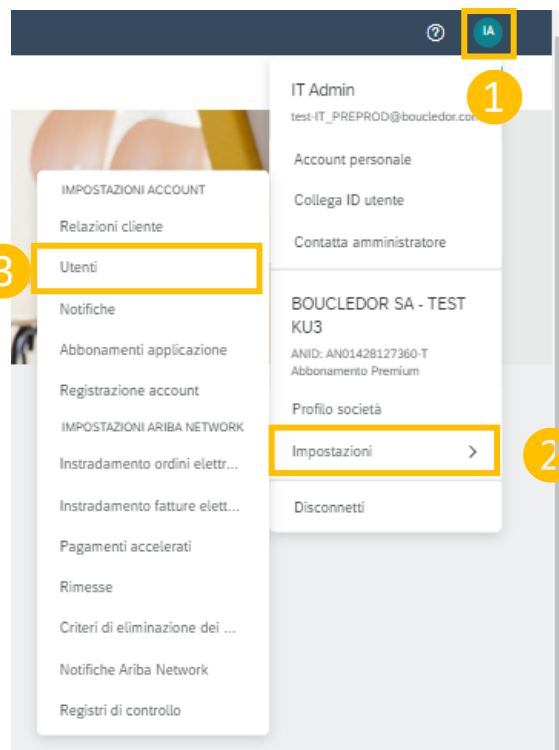 IA
1
IT Admin
test-IT_PREPROD@boucledor.com
Account personale
Collega ID utente
Contatta amministratore
BOUCLEDOR SA - TEST
KU3
ANID: AN01428127360-T
Abbonamento Premium
Profilo società
Impostazioni
2
Disconnetti
IMPOSTAZIONI ACCOUNT
Relazioni cliente
3
Utenti
Notifiche
Abbonamenti applicazione
Registrazione account
IMPOSTAZIONI ARIBA NETWORK
Instradamento ordini elettr...
Instradamento fatture elett...
Pagamenti accelerati
Rimesse
Criteri di eliminazione dei ...
Notifiche Ariba Network
Registri di controllo